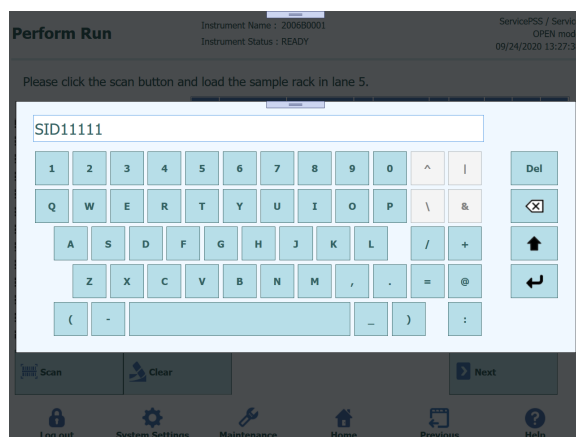 Perform Run
Instrument Name : 200680001
Instrument Status : READY
ServicePSS / Servic
OPEN mod
09/24/2020 13:27:3
Please click the scan button and load the sample rack in lane 5.
SID11111
1 2 3 4 5 6 7 8 9 0 ^ | Del
Q W E R T Y U I O P \ &
A S D F G H J K L / +
Z X C V B N M , . = @
( - _ ) :
Scan Clear Next
Log out System Settings Maintenance Home Previous Help